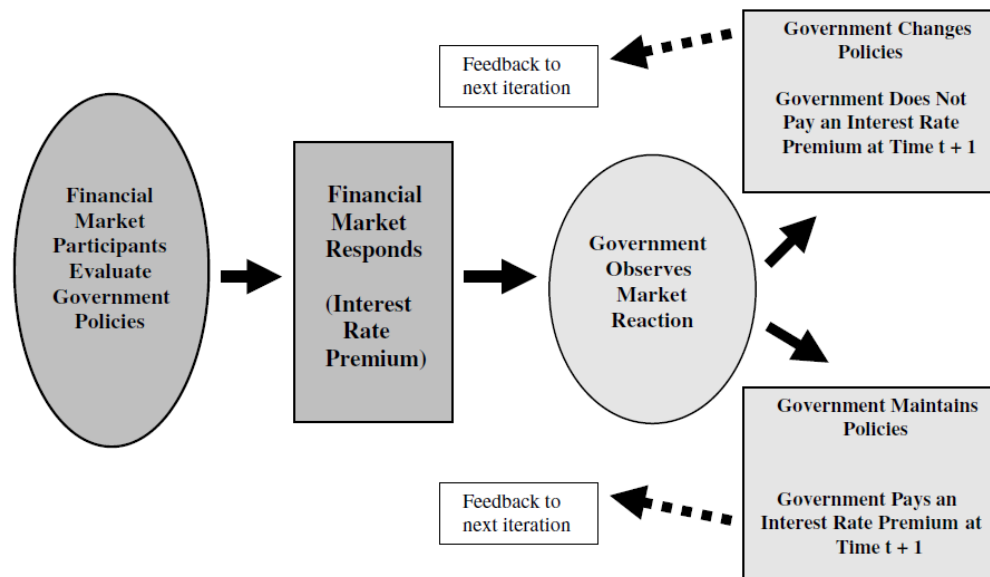 Financial
Market
Participants
Evaluate
Government
Policies
Financial
Market
Responds
(Interest
Rate
Premium)
Government
Observes
Market
Reaction
Feedback to
next iteration
Government Changes
Policies
Government Does Not
Pay an Interest Rate
Premium at Time t + 1
Feedback to
next iteration
Government Maintains
Policies
Government Pays an
Interest Rate Premium at
Time t + 1